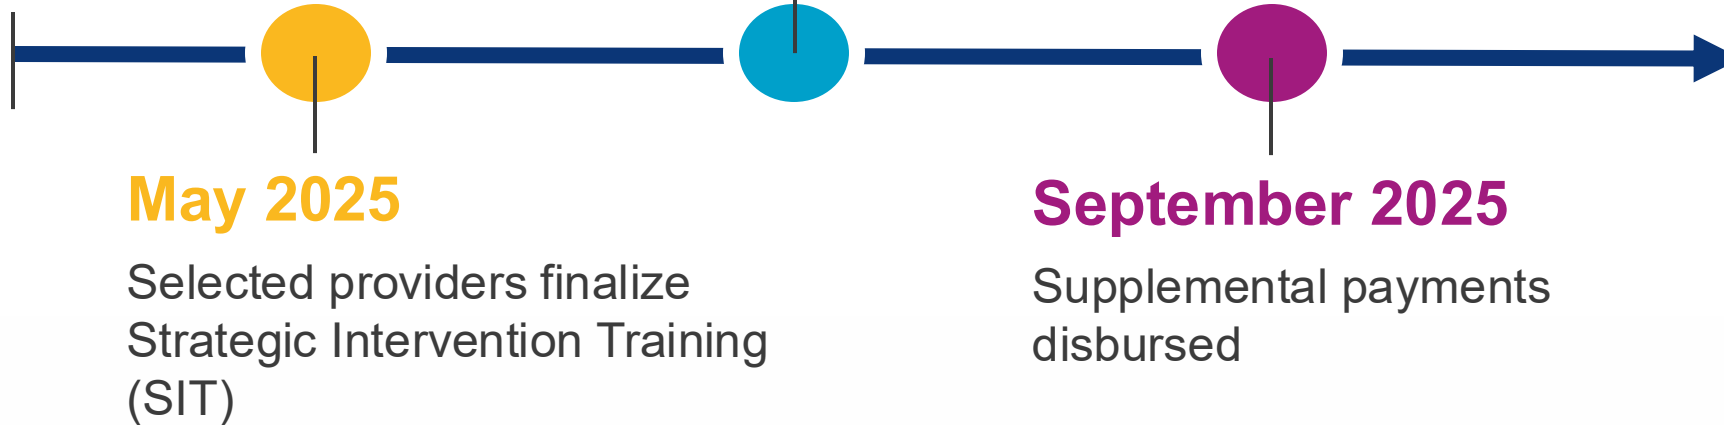 May 2025
Selected providers finalize
Strategic Intervention Training
(SIT)
September 2025
Supplemental payments
disbursed